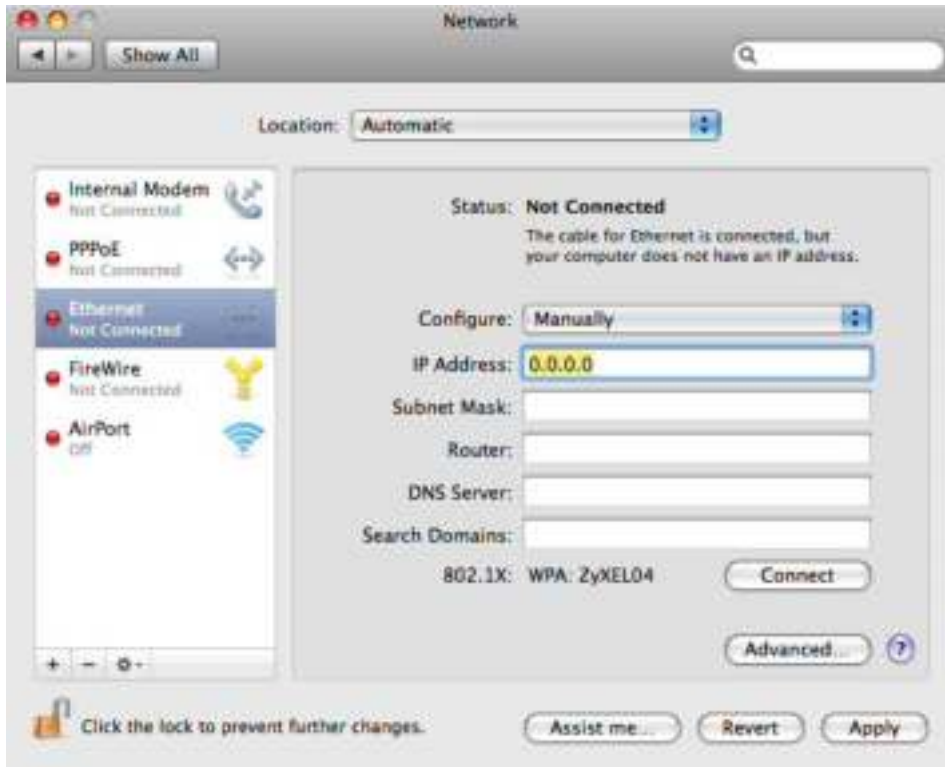 Network
Show All
Location: Automatic
Internal Modem
Not Connected
PPPoE
Not Connected
Ethernet
Not Connected
FireWire
Not Connected
AirPort
Off
Status: Not Connected
The cable for Ethernet is connected, but
your computer does not have an IP address.
Configure: Manually
IP Address: 0.0.0.0
Subnet Mask:
Router:
DNS Server:
Search Domains:
802.1X: WPA: ZyXEL04 Connect
Advanced... ?
+ −
Click the lock to prevent further changes.
Assist me... Revert Apply